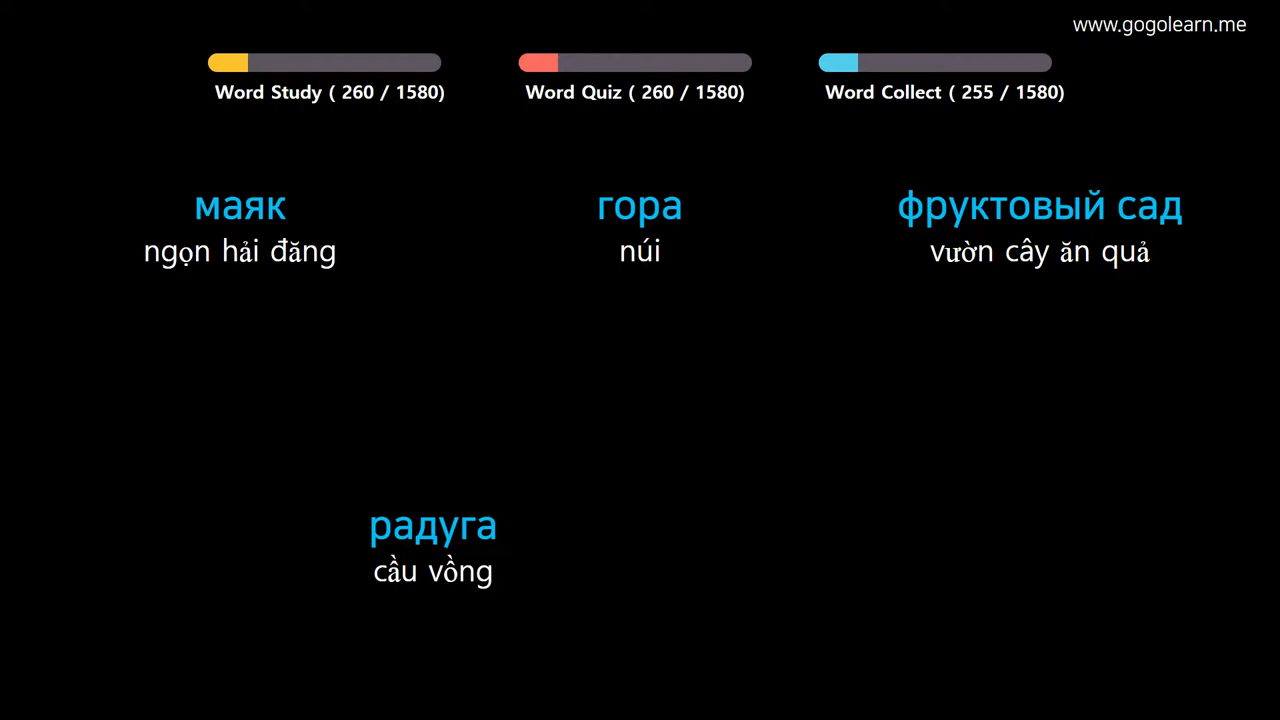 www.gogolearn.me
Word Study ( 260 / 1580)
Word Quiz ( 260 / 1580)
Word Collect ( 255 / 1580)
маяк
ngọn hải đăng
гора
núi
фруктовый сад
vườn cây ăn quả
радуга
cầu vồng